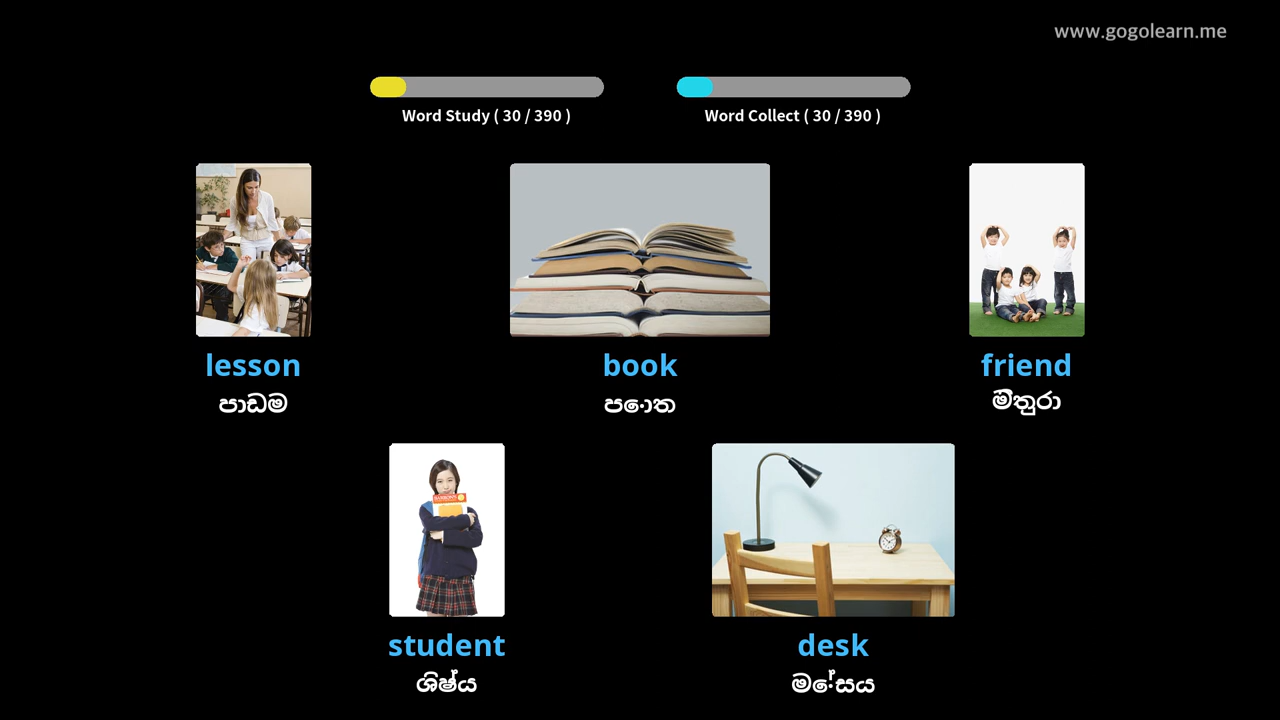 www.gogolearn.me
Word Study ( 30 / 390 )
Word Collect ( 30 / 390 )
lesson
පාඩම
book
පොත
friend
මිතුරා
student
ශිෂ්ය
desk
මේසය